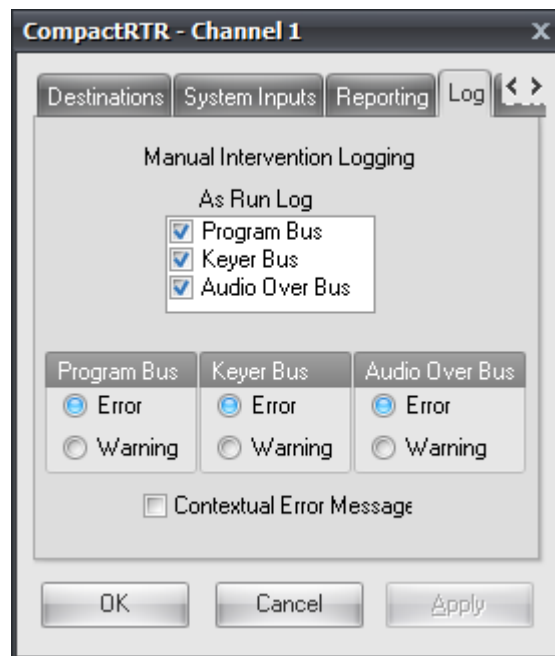 CompactRTR - Channel 1
Destinations System Inputs Reporting Log
Manual Intervention Logging
As Run Log
Program Bus
Keyer Bus
Audio Over Bus
Program Bus Keyer Bus Audio Over Bus
Error Error Error
Warning Warning Warning
Contextual Error Message
OK Cancel Apply